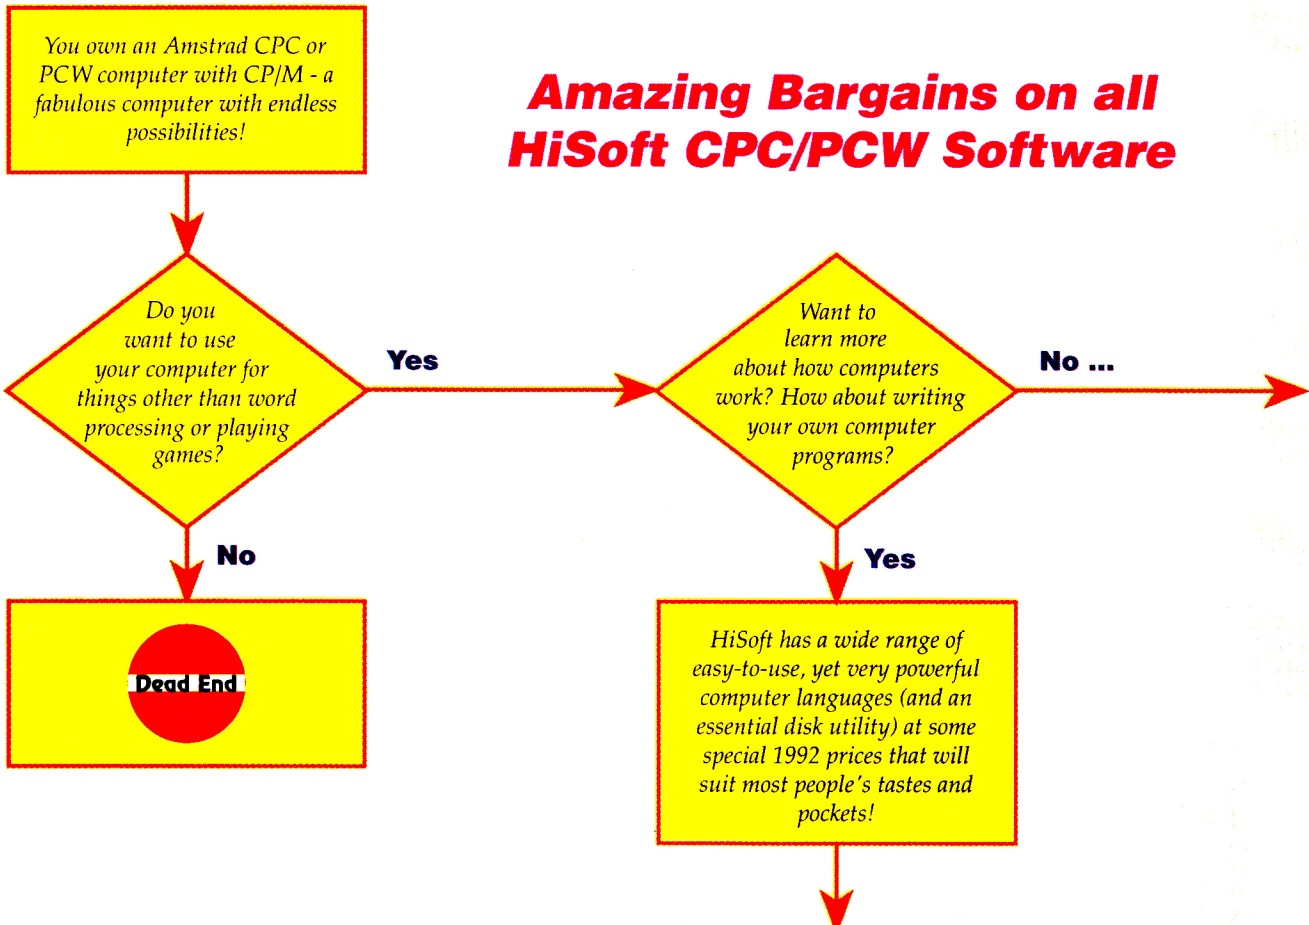 You own an Amstrad CPC or
PCW computer with CP/M - a
fabulous computer with endless
possibilities!
Amazing Bargains on all
HiSoft CPC/PCW Software
Do you
want to use
your computer for
things other than word
processing or playing
games?
Yes
Want to
learn more
about how computers
work? How about writing
your own computer
programs?
No ...
No
Dead End
Yes
HiSoft has a wide range of
easy-to-use, yet very powerful
computer languages (and an
essential disk utility) at some
special 1992 prices that will
suit most people's tastes and
pockets!